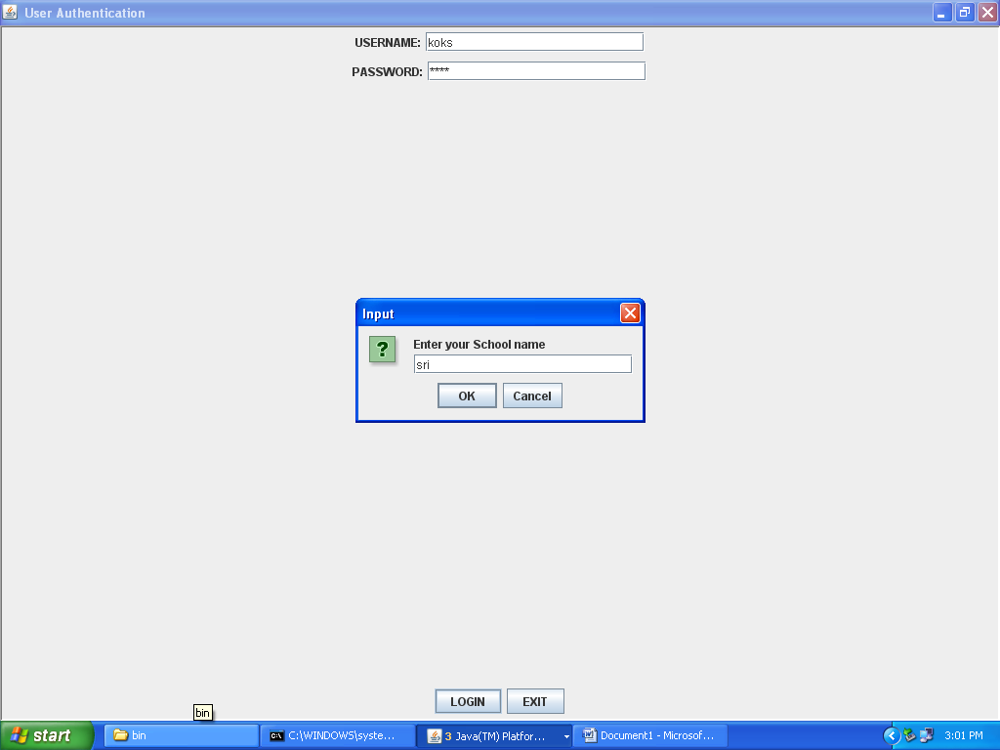 User Authentication
USERNAME: koks
PASSWORD: ****
Input
? Enter your School name
sri
OK Cancel
LOGIN EXIT
bin
start bin C:\WINDOWS\syste... 3 Java(TM) Platfor... Document1 - Microsof... 3:01 PM